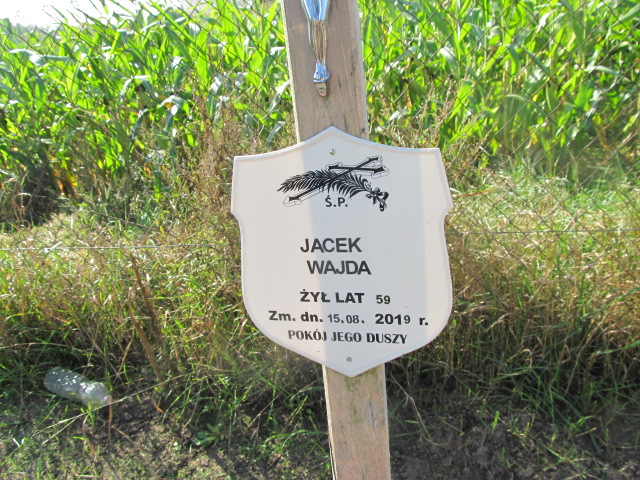 Ś.P.
JACEK
WAJDA
ŻYŁ LAT 59
Zm. dn. 15.08. 2019 r.
POKÓJ JEGO DUSZY